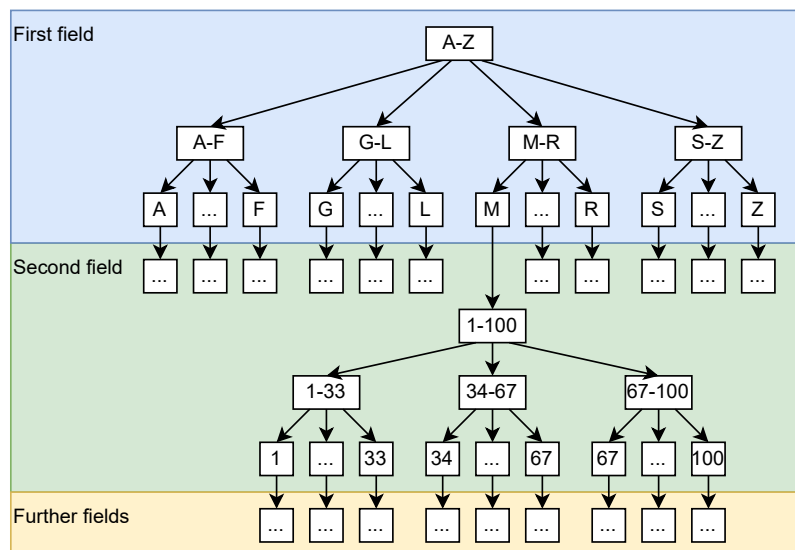 First field
A-Z
A-F G-L M-R S-Z
A ... F G ... L M ... R S ... Z
Second field
... ... ... ... ... ... ... ... ... ... ...
1-100
1-33 34-67 67-100
1 ... 33 34 ... 67 67 ... 100
Further fields
... ... ... ... ... ... ... ... ...